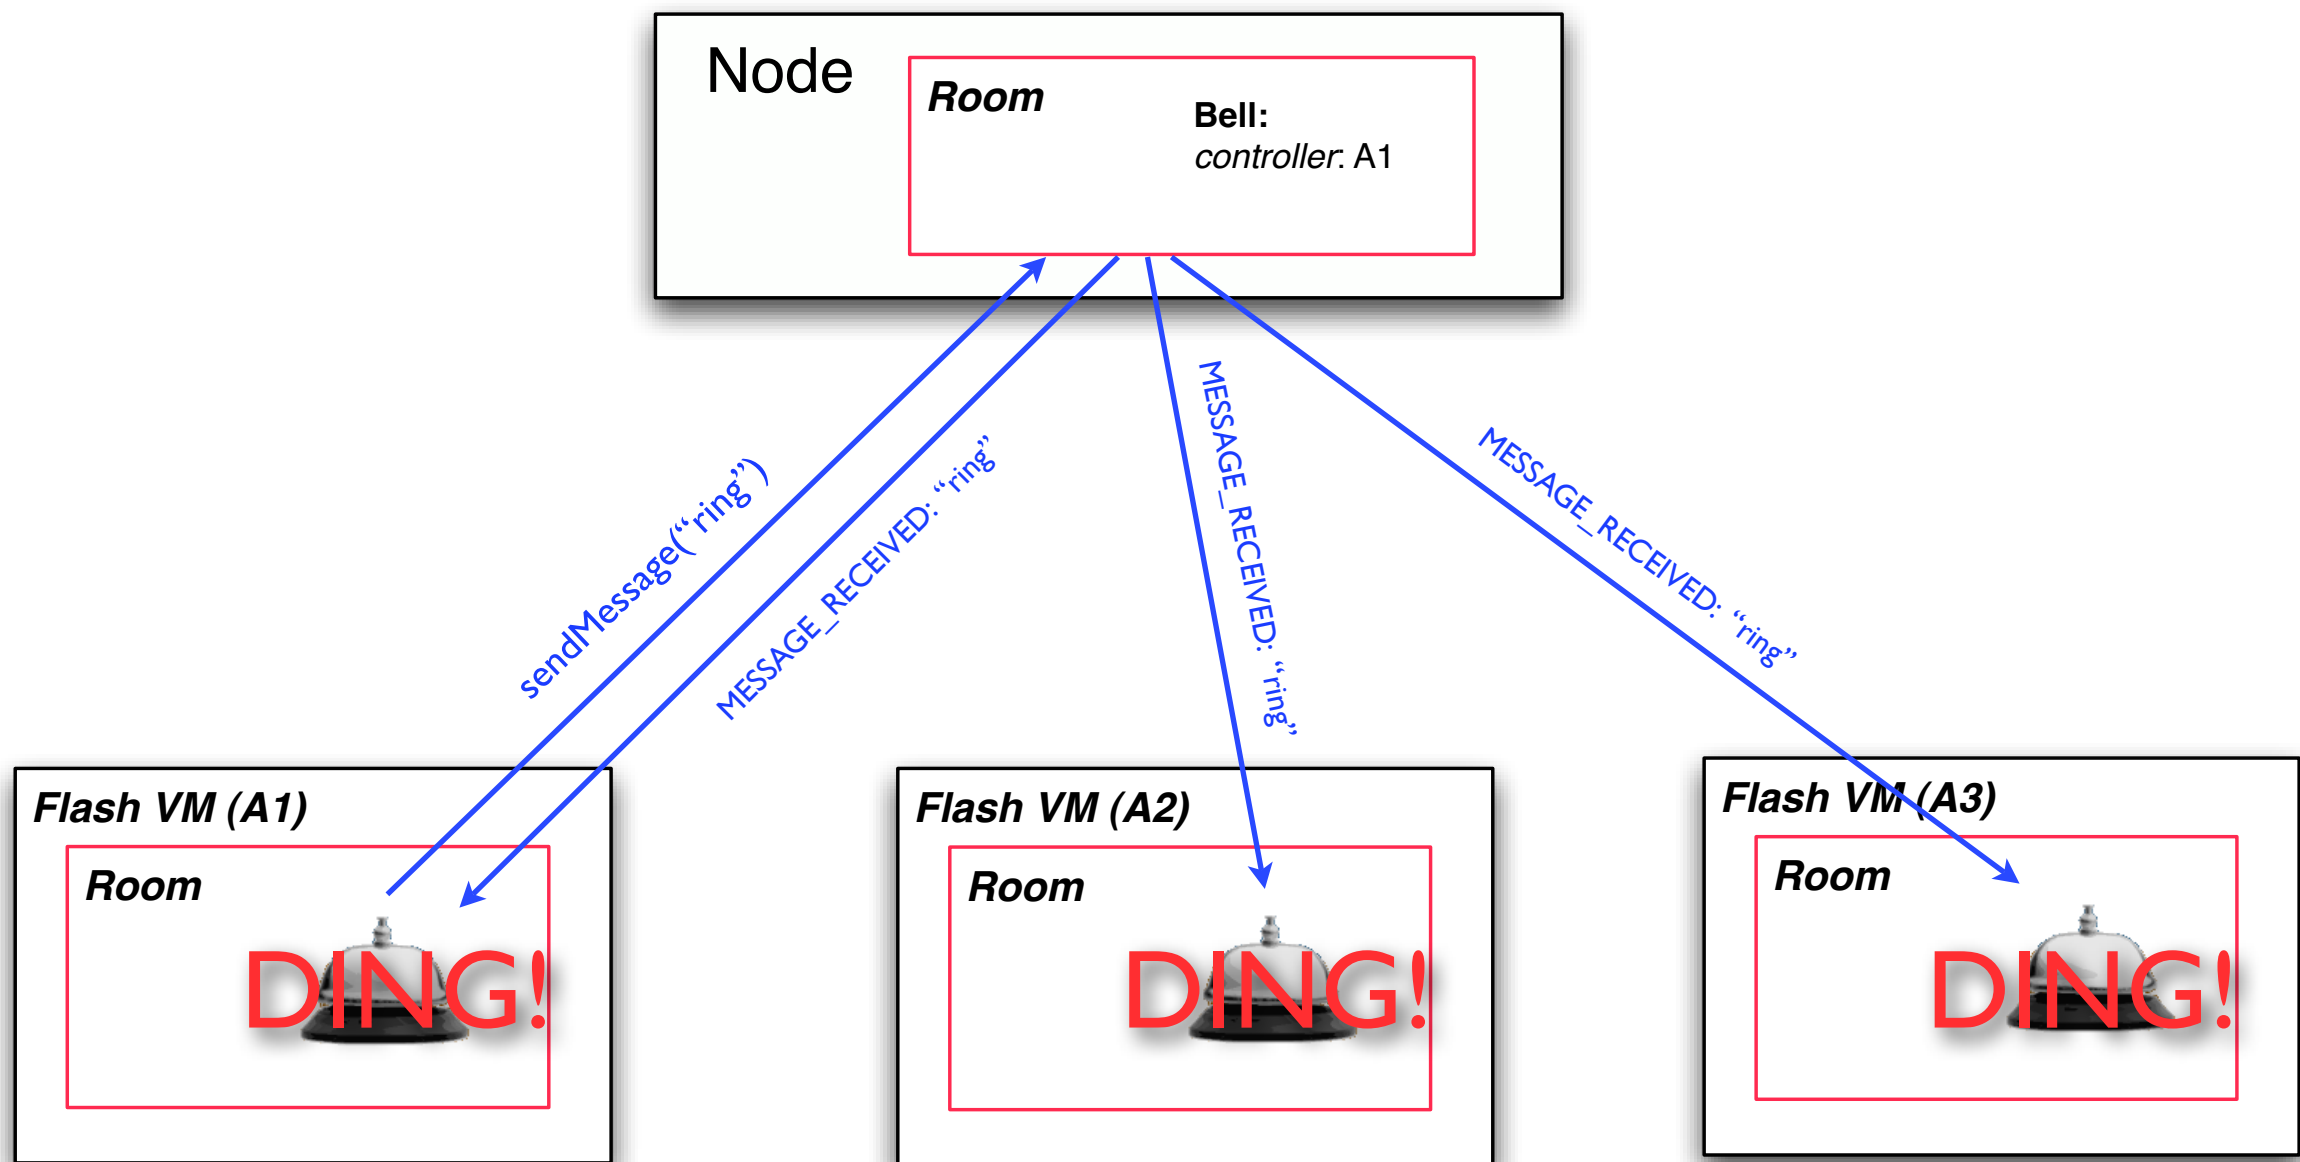 Node
Room
Bell:
controller: A1
sendMessage(“ring”)
MESSAGE_RECEIVED: “ring”
MESSAGE_RECEIVED: “ring”
MESSAGE_RECEIVED: “ring”
Flash VM (A1)
Room
DING!
Flash VM (A2)
Room
DING!
Flash VM (A3)
Room
DING!